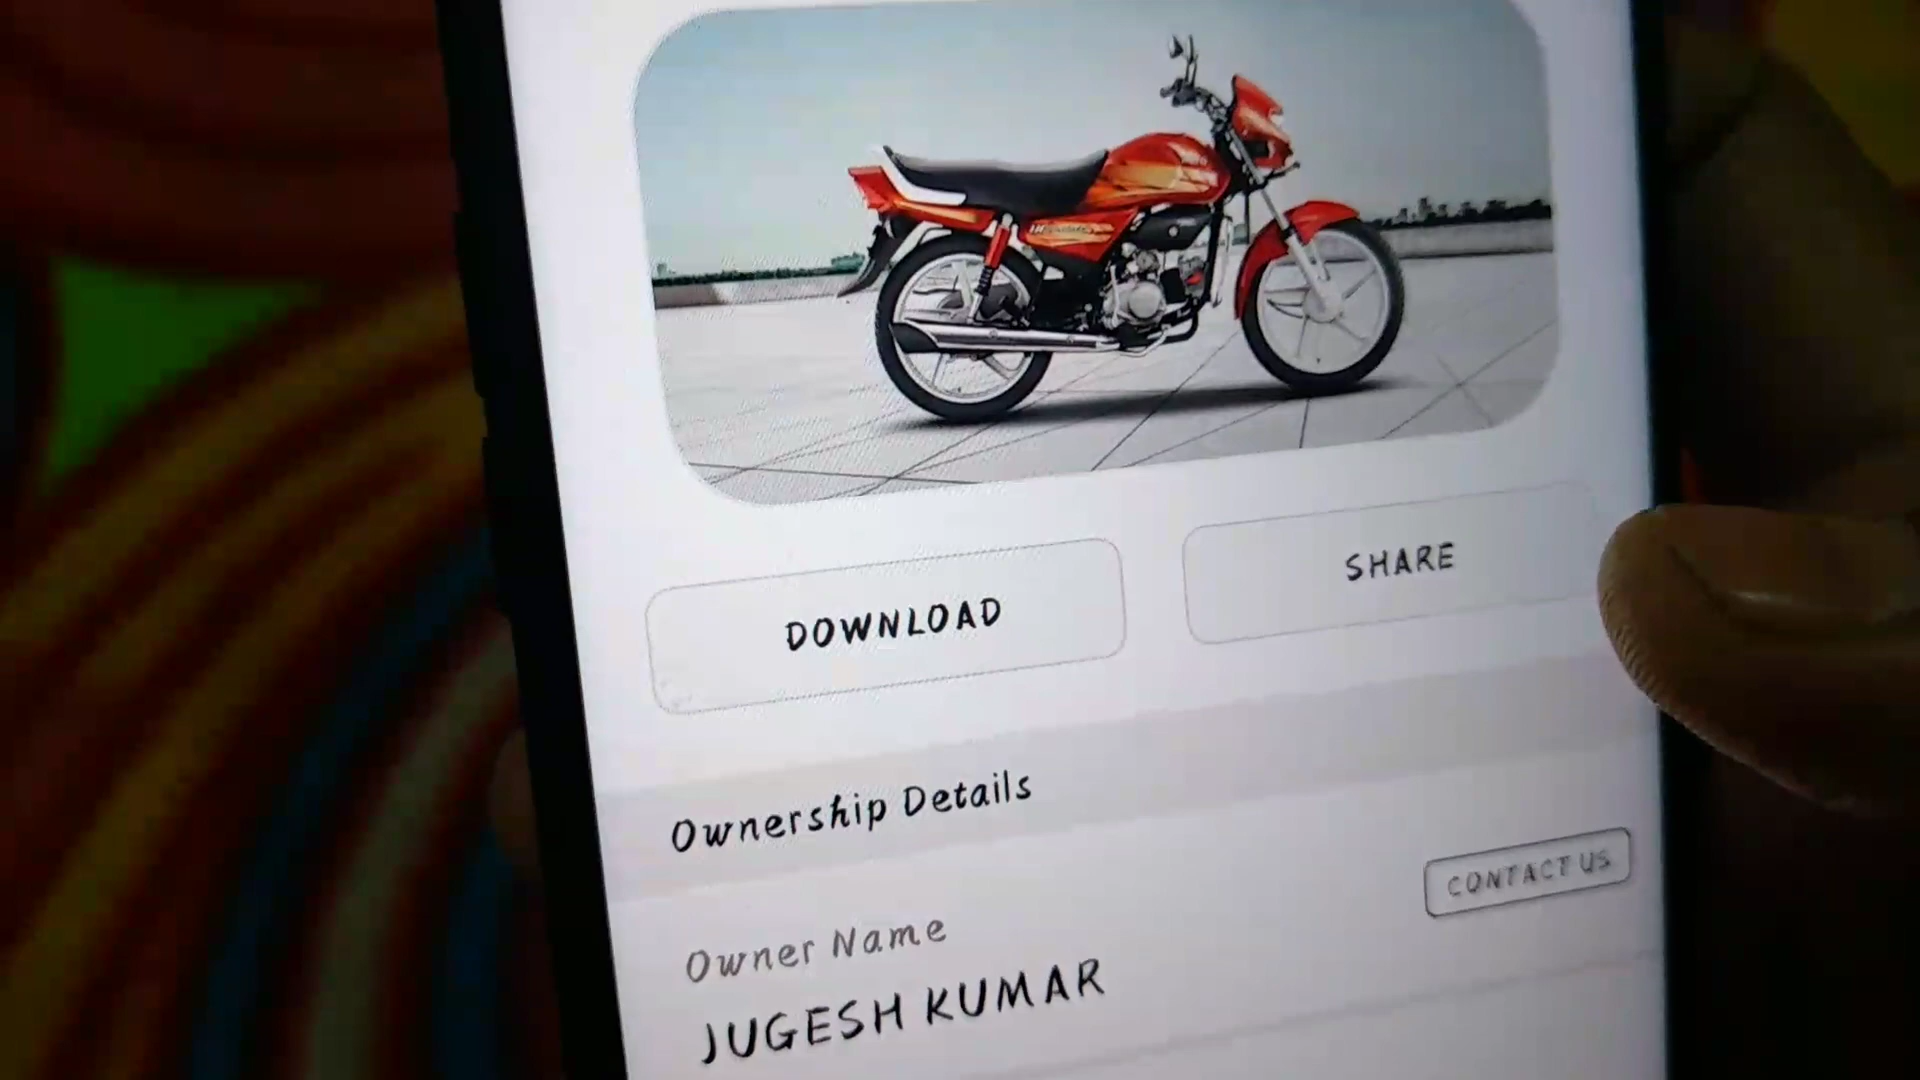 DOWNLOAD
SHARE
Ownership Details
CONTACT US
Owner Name
JUGESH KUMAR